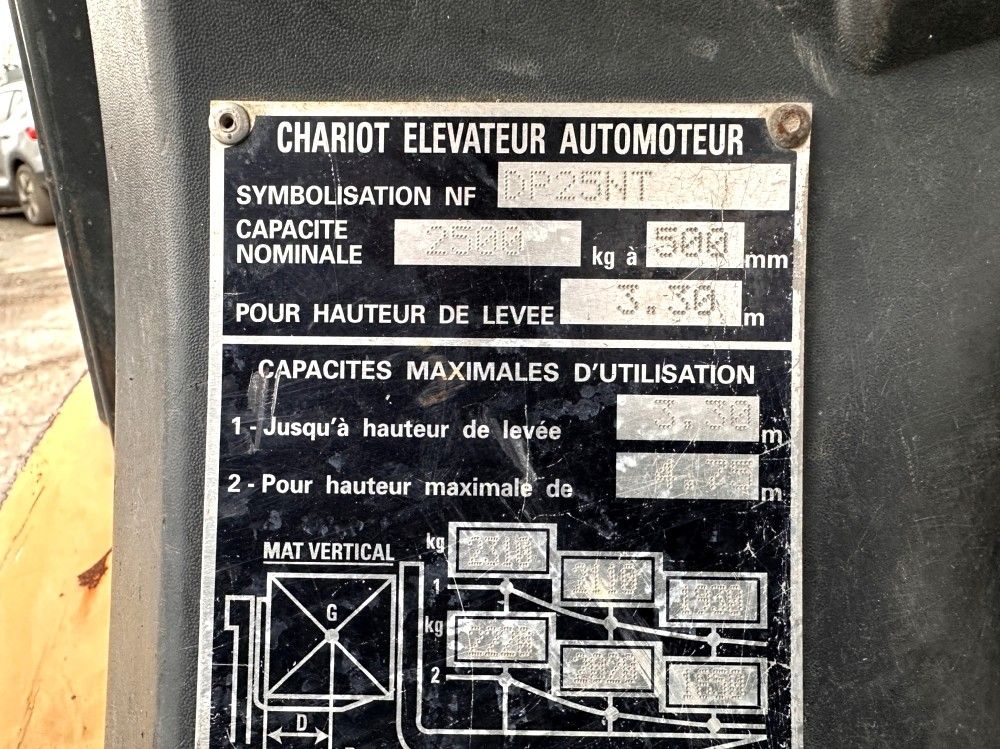 CHARIOT ELEVATEUR AUTOMOTEUR
SYMBOLISATION NF DP25NT
CAPACITE
NOMINALE 2500 kg à 500 mm
POUR HAUTEUR DE LEVEE 3.30 m
CAPACITES MAXIMALES D'UTILISATION
1 - Jusqu'à hauteur de levée 3.30 m
2 - Pour hauteur maximale de m
MAT VERTICAL
kg 2340
1
G
kg
2
D